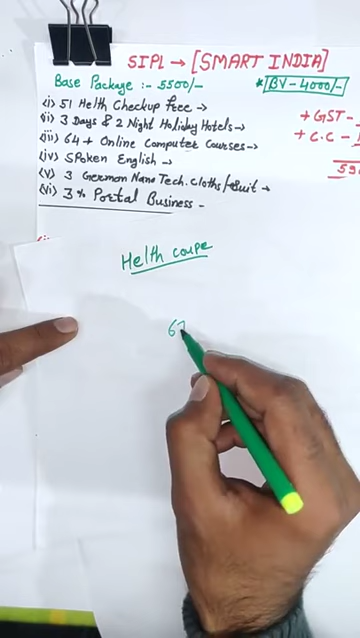 SIPL → [SMART INDIA]
Base Package :- 5500/- * BV - 4000/-
(i) 51 Helth Checkup free →
(ii) 3 Days & 2 Night Holiday Hotels →
(iii) 64 + Online Computer Courses →
(iv) SPoken English →
(v) 3 German Nano Tech. Cloths/Suit →
(vi) 3 % Portal Business -
+ GST -
+ C.C -
Helth coupe